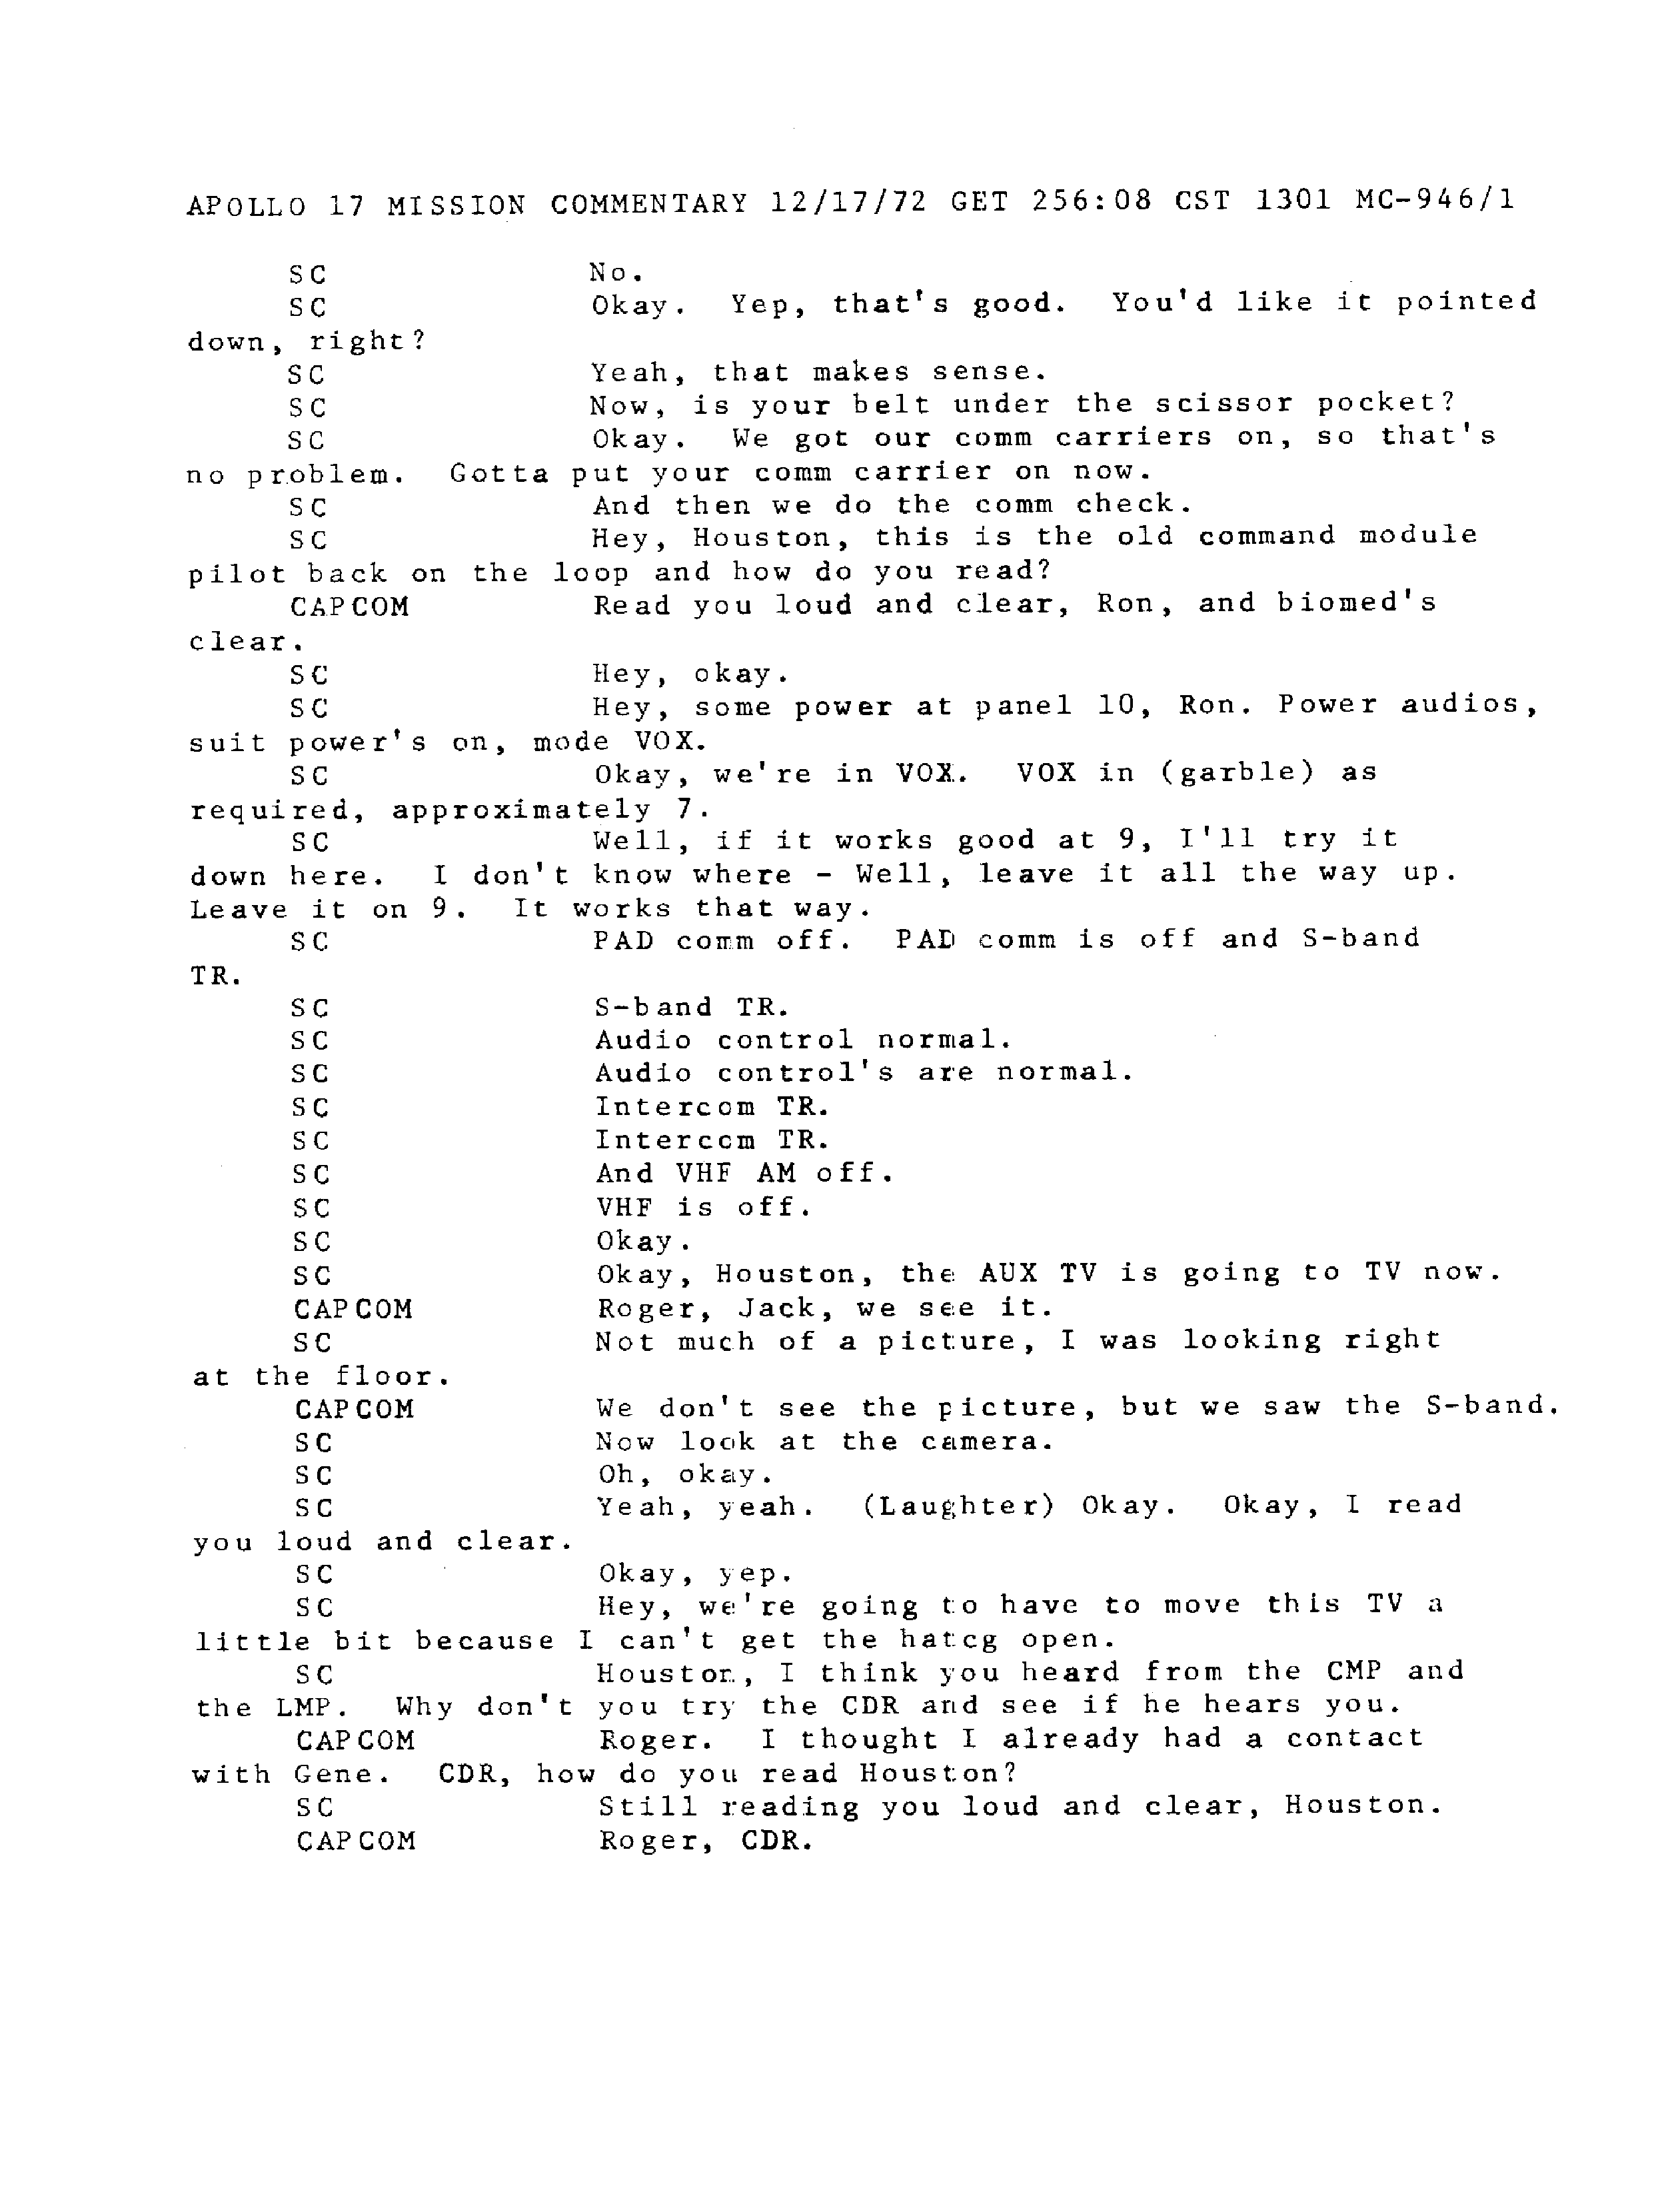 APOLLO 17 MISSION COMMENTARY 12/17/72 GET 256:08 CST 1301 MC-946/1
SC No.
SC Okay. Yep, that's good. You'd like it pointed
down, right?
SC Yeah, that makes sense.
SC Now, is your belt under the scissor pocket?
SC Okay. We got our comm carriers on, so that's
no problem. Gotta put your comm carrier on now.
SC And then we do the comm check.
SC Hey, Houston, this is the old command module
pilot back on the loop and how do you read?
CAPCOM Read you loud and clear, Ron, and biomed's
clear.
SC Hey, okay.
SC Hey, some power at panel 10, Ron. Power audios,
suit power's on, mode VOX.
SC Okay, we're in VOX. VOX in (garble) as
required, approximately 7.
SC Well, if it works good at 9, I'll try it
down here. I don't know where - Well, leave it all the way up.
Leave it on 9. It works that way.
SC PAD comm off. PAD comm is off and S-band
TR.
SC S-band TR.
SC Audio control normal.
SC Audio control's are normal.
SC Intercom TR.
SC Intercom TR.
SC And VHF AM off.
SC VHF is off.
SC Okay.
SC Okay, Houston, the AUX TV is going to TV now.
CAPCOM Roger, Jack, we see it.
SC Not much of a picture, I was looking right
at the floor.
CAPCOM We don't see the picture, but we saw the S-band.
SC Now look at the camera.
SC Oh, okay.
SC Yeah, yeah. (Laughter) Okay. Okay, I read
you loud and clear.
SC Okay, yep.
SC Hey, we're going to have to move this TV a
little bit because I can't get the hatcg open.
SC Houston, I think you heard from the CMP and
the LMP. Why don't you try the CDR and see if he hears you.
CAPCOM Roger. I thought I already had a contact
with Gene. CDR, how do you read Houston?
SC Still reading you loud and clear, Houston.
CAPCOM Roger, CDR.